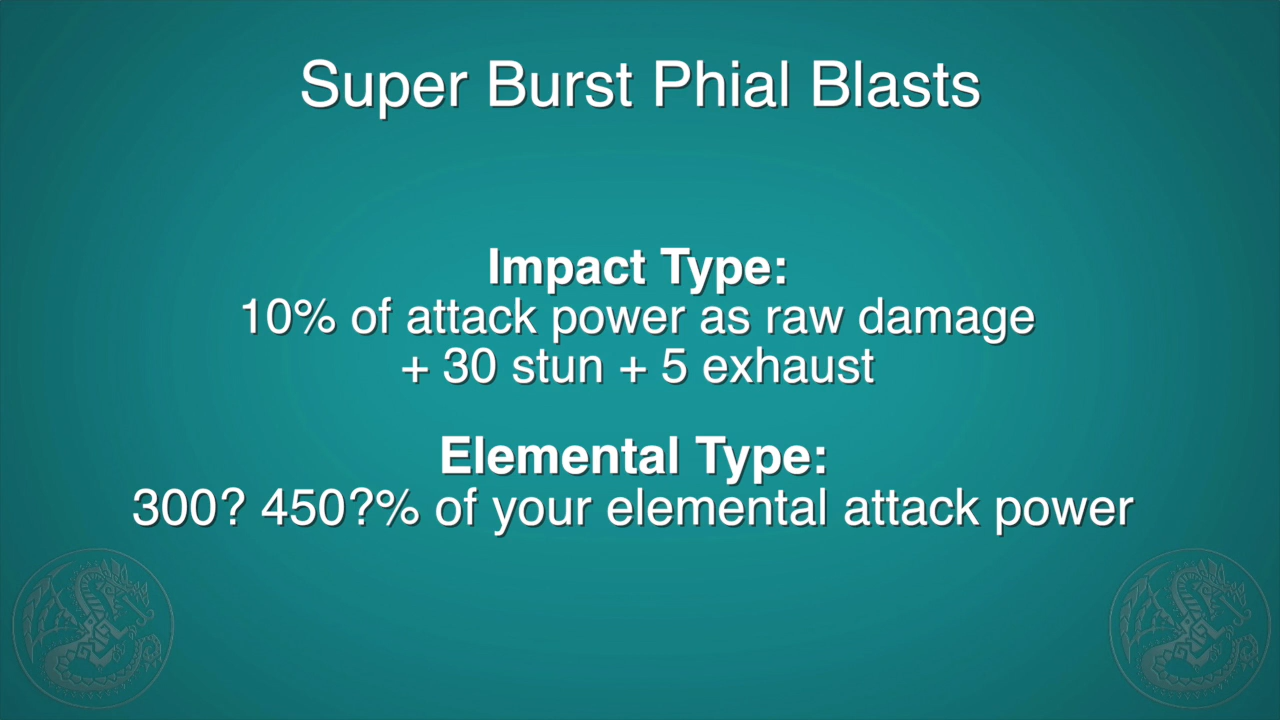 Super Burst Phial Blasts
Impact Type:
10% of attack power as raw damage
+ 30 stun + 5 exhaust
Elemental Type:
300? 450?% of your elemental attack power